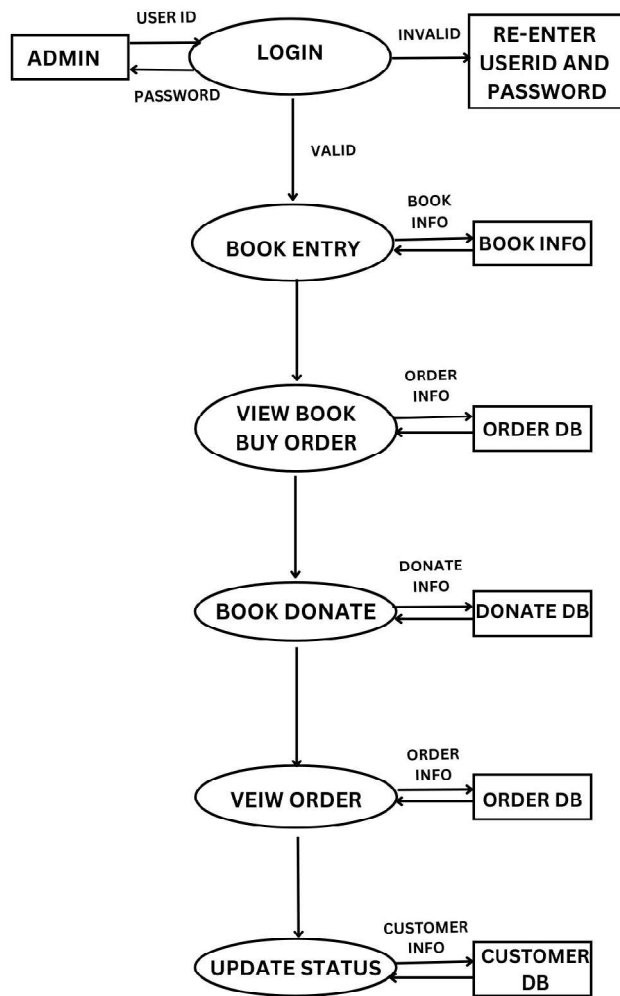 USER ID
ADMIN
PASSWORD
LOGIN
INVALID
RE-ENTER
USERID AND
PASSWORD
VALID
BOOK ENTRY
BOOK
INFO
BOOK INFO
VIEW BOOK
BUY ORDER
ORDER
INFO
ORDER DB
BOOK DONATE
DONATE
INFO
DONATE DB
VEIW ORDER
ORDER
INFO
ORDER DB
UPDATE STATUS
CUSTOMER
INFO
CUSTOMER
DB